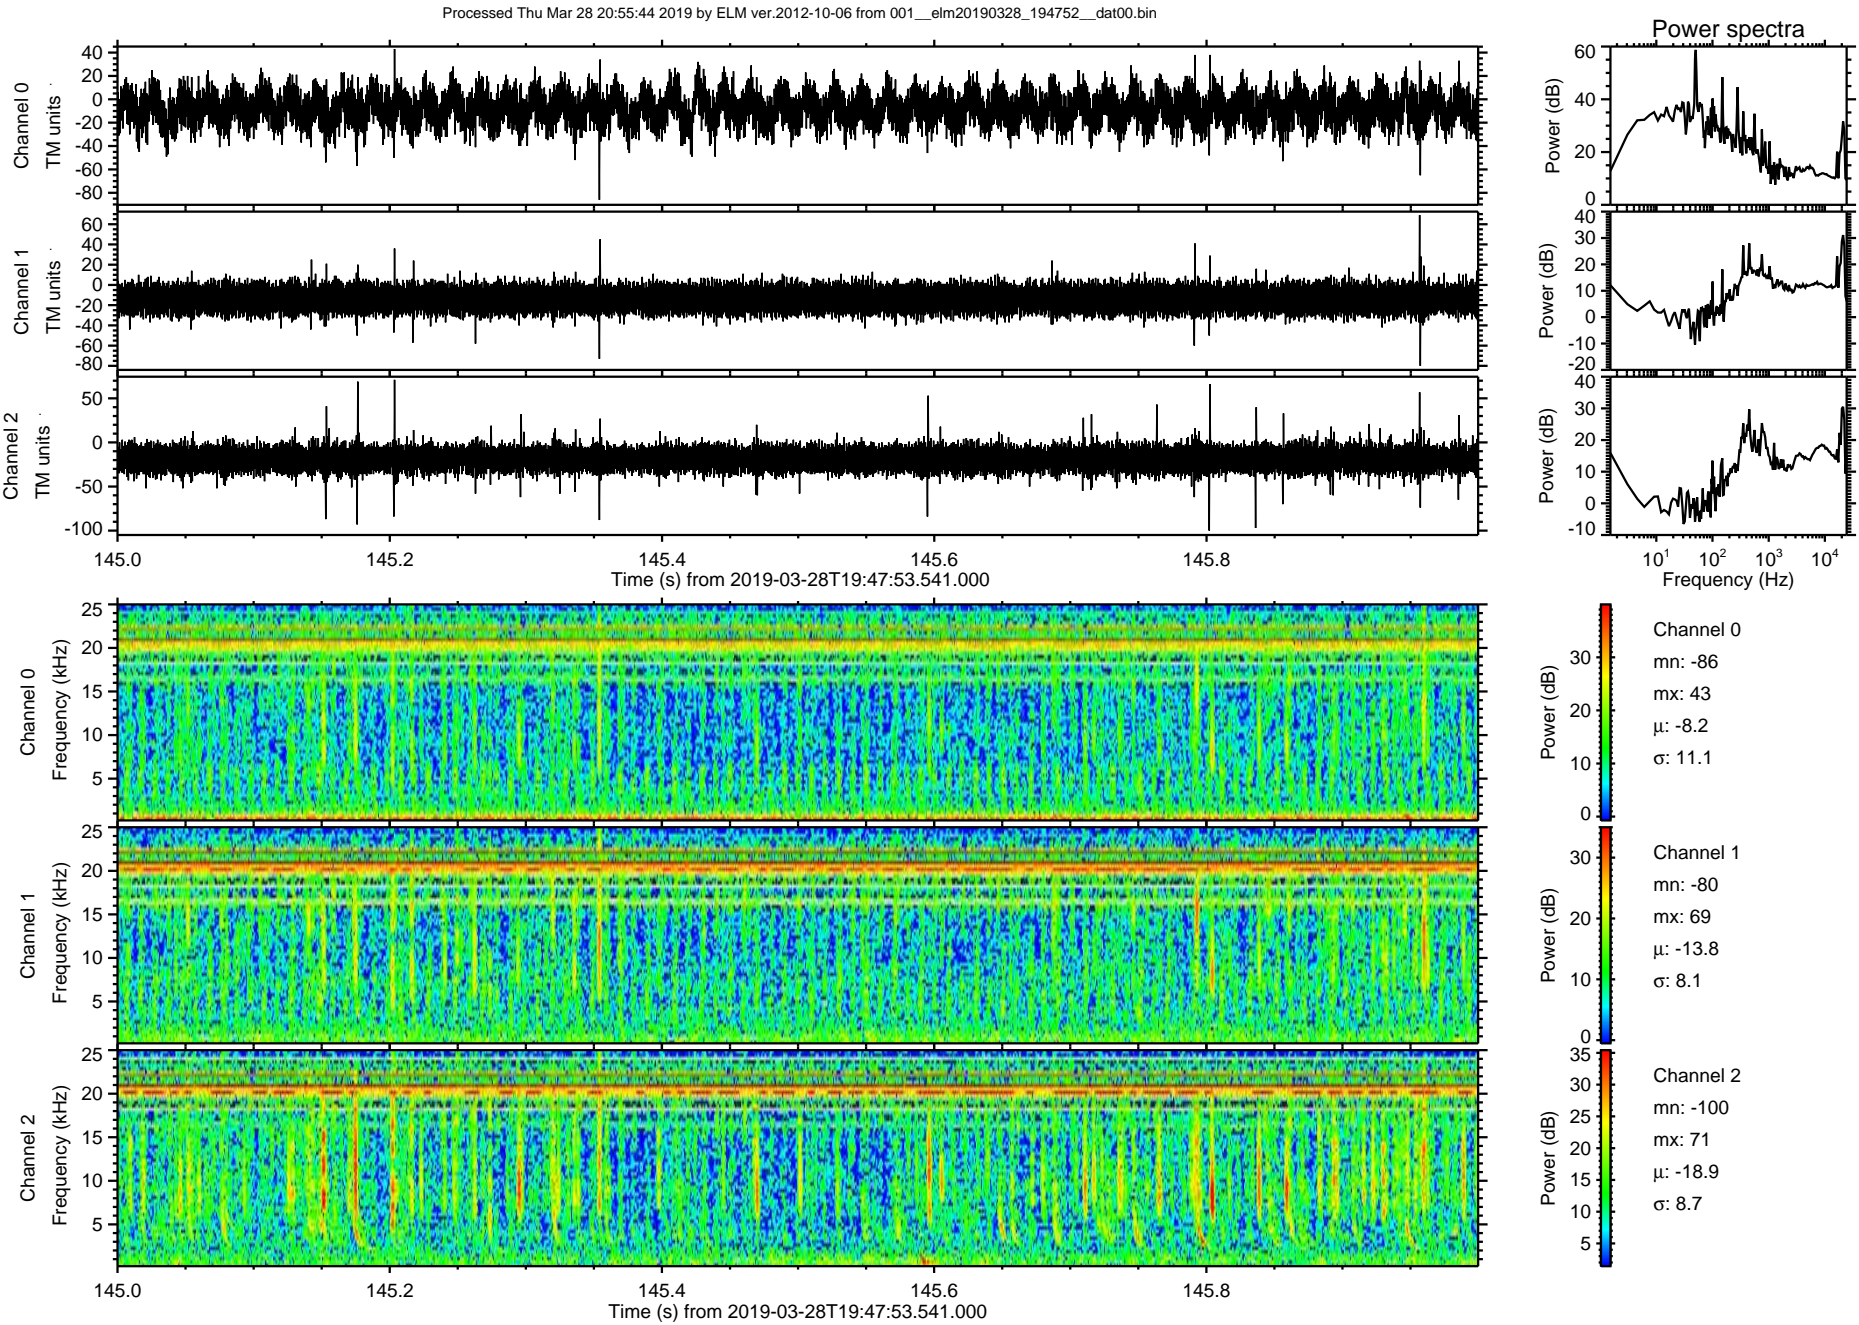 Processed Thu Mar 28 20:55:44 2019 by ELM ver.2012-10-06 from 001__elm20190328_194752__dat00.bin
Power spectra
Channel 0
TM units
40
20
0
-20
-40
-60
-80
Power (dB)
60
40
20
0
Channel 1
TM units
60
40
20
0
-20
-40
-60
-80
Power (dB)
40
30
20
10
0
-10
-20
Channel 2
TM units
50
0
-50
-100
Power (dB)
40
30
20
10
0
-10
145.0 145.2 145.4 145.6 145.8
Time (s) from 2019-03-28T19:47:53.541.000
10^1 10^2 10^3 10^4
Frequency (Hz)
Channel 0
Frequency (kHz)
25
20
15
10
5
Power (dB)
30
20
10
0
Channel 0
mn: -86
mx: 43
μ: -8.2
σ: 11.1
Channel 1
Frequency (kHz)
25
20
15
10
5
Power (dB)
30
20
10
0
Channel 1
mn: -80
mx: 69
μ: -13.8
σ: 8.1
Channel 2
Frequency (kHz)
25
20
15
10
5
Power (dB)
35
30
25
20
15
10
5
Channel 2
mn: -100
mx: 71
μ: -18.9
σ: 8.7
145.0 145.2 145.4 145.6 145.8
Time (s) from 2019-03-28T19:47:53.541.000